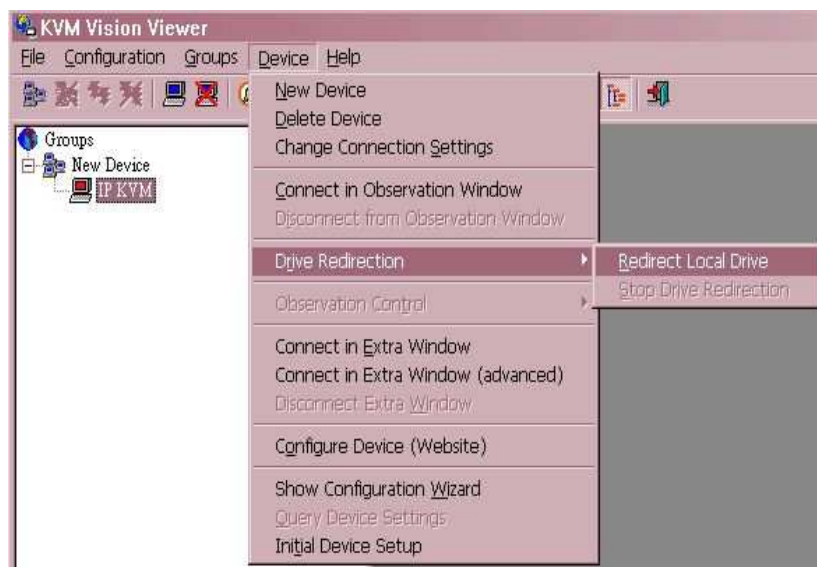 KVM Vision Viewer
File Configuration Groups Device Help
Groups
New Device
IP KVM
New Device
Delete Device
Change Connection Settings
Connect in Observation Window
Disconnect from Observation Window
Drive Redirection
Redirect Local Drive
Stop Drive Redirection
Observation Control
Connect in Extra Window
Connect in Extra Window (advanced)
Disconnect Extra Window
Configure Device (Website)
Show Configuration Wizard
Query Device Settings
Initial Device Setup